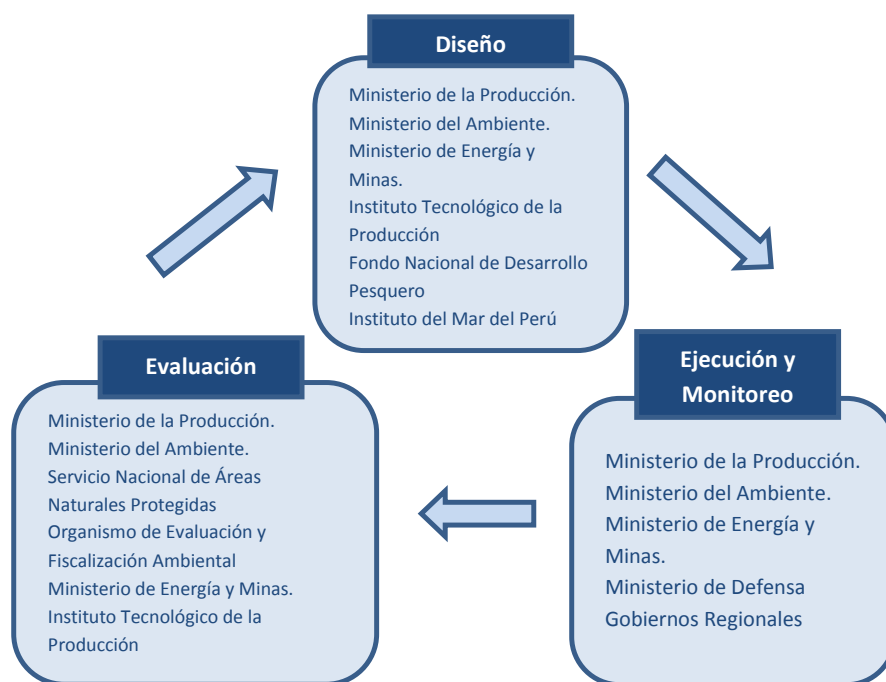 Diseño
Ministerio de la Producción.
Ministerio del Ambiente.
Ministerio de Energía y
Minas.
Instituto Tecnológico de la
Producción
Fondo Nacional de Desarrollo
Pesquero
Instituto del Mar del Perú
Evaluación
Ministerio de la Producción.
Ministerio del Ambiente.
Servicio Nacional de Áreas
Naturales Protegidas
Organismo de Evaluación y
Fiscalización Ambiental
Ministerio de Energía y Minas.
Instituto Tecnológico de la
Producción
Ejecución y
Monitoreo
Ministerio de la Producción.
Ministerio del Ambiente.
Ministerio de Energía y
Minas.
Ministerio de Defensa
Gobiernos Regionales